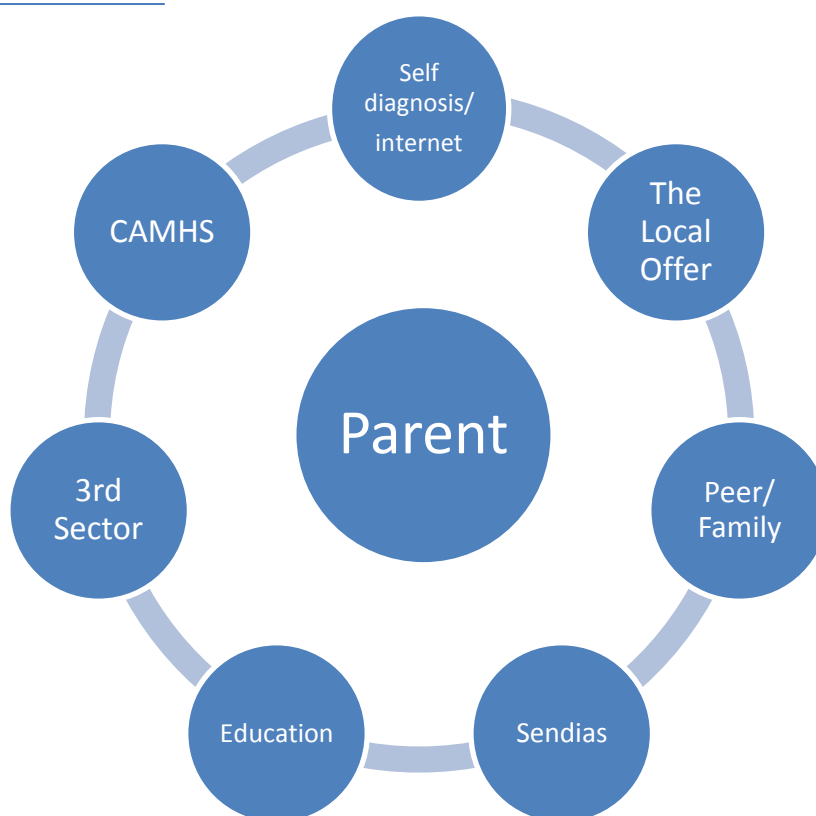 Self
diagnosis/
internet
The
Local
Offer
Peer/
Family
Sendias
Education
3rd
Sector
CAMHS
Parent